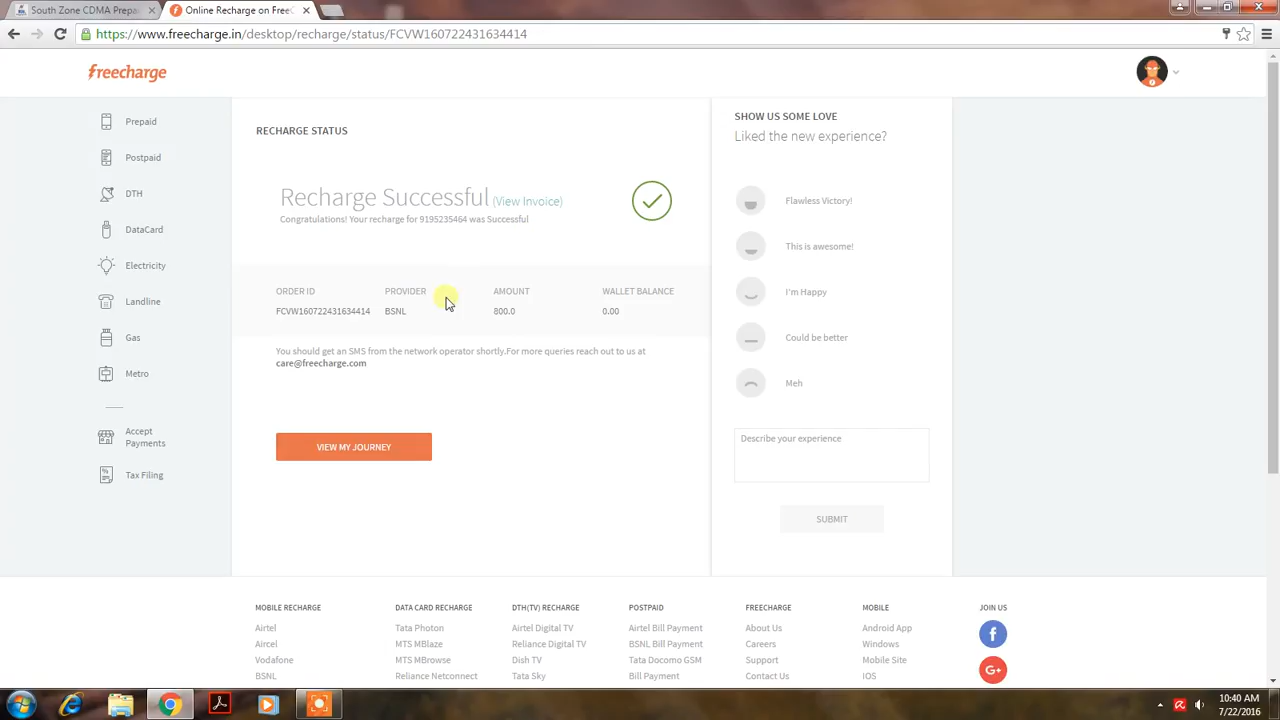 South Zone CDMA Prepai
Online Recharge on FreeC
https://www.freecharge.in/desktop/recharge/status/FCVW160722431634414
freecharge
Prepaid
Postpaid
DTH
DataCard
Electricity
Landline
Gas
Metro
Accept
Payments
Tax Filing
RECHARGE STATUS
Recharge Successful (View Invoice)
Congratulations! Your recharge for 9195235464 was Successful
ORDER ID PROVIDER AMOUNT WALLET BALANCE
FCVW160722431634414 BSNL 800.0 0.00
You should get an SMS from the network operator shortly.For more queries reach out to us at
care@freecharge.com
VIEW MY JOURNEY
SHOW US SOME LOVE
Liked the new experience?
Flawless Victory!
This is awesome!
I'm Happy
Could be better
Meh
Describe your experience
SUBMIT
MOBILE RECHARGE DATA CARD RECHARGE DTH(TV) RECHARGE POSTPAID FREECHARGE MOBILE JOIN US
Airtel Tata Photon Airtel Digital TV Airtel Bill Payment About Us Android App
Aircel MTS MBlaze Reliance Digital TV BSNL Bill Payment Careers Windows
Vodafone MTS MBrowse Dish TV Tata Docomo GSM Support Mobile Site
BSNL Reliance Netconnect Tata Sky Bill Payment Contact Us IOS
10:40 AM
7/22/2016